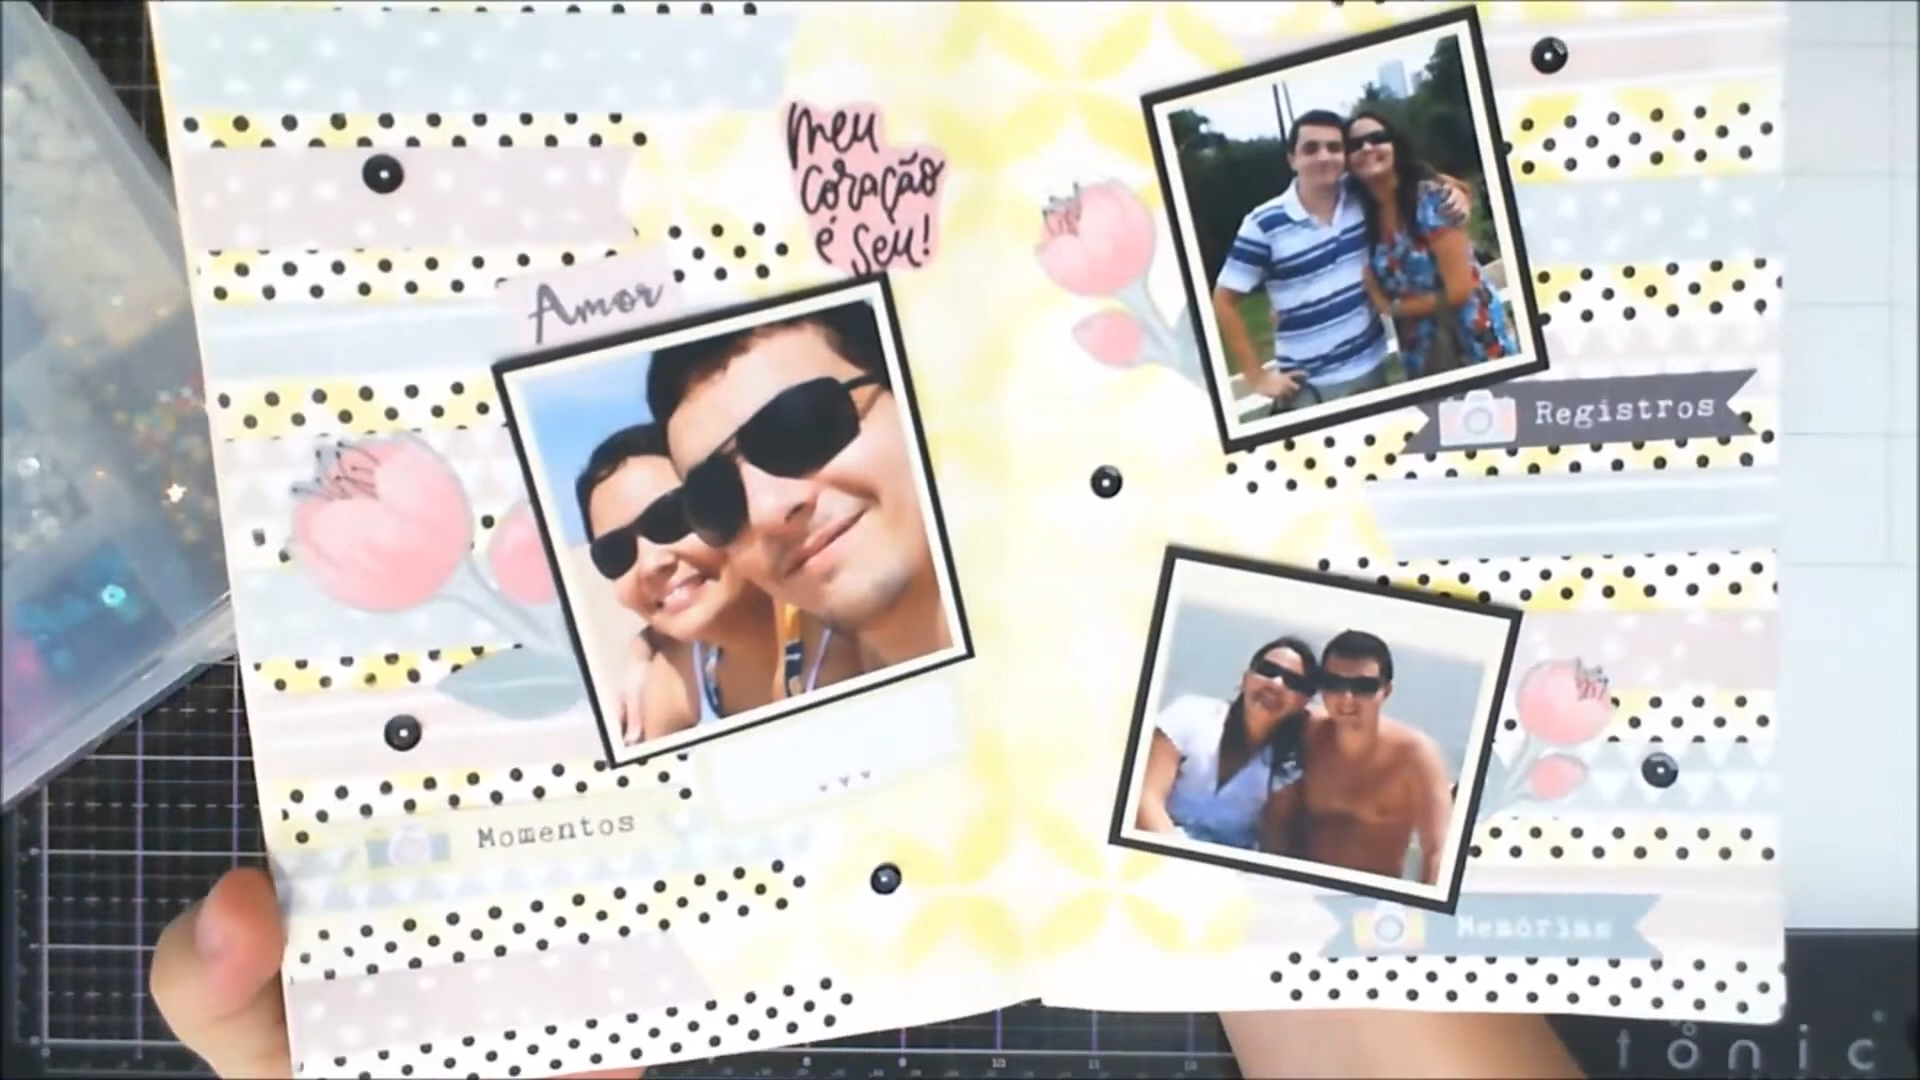 meu
coração
é seu!
Amor
Registros
Momentos
Memórias
tonic